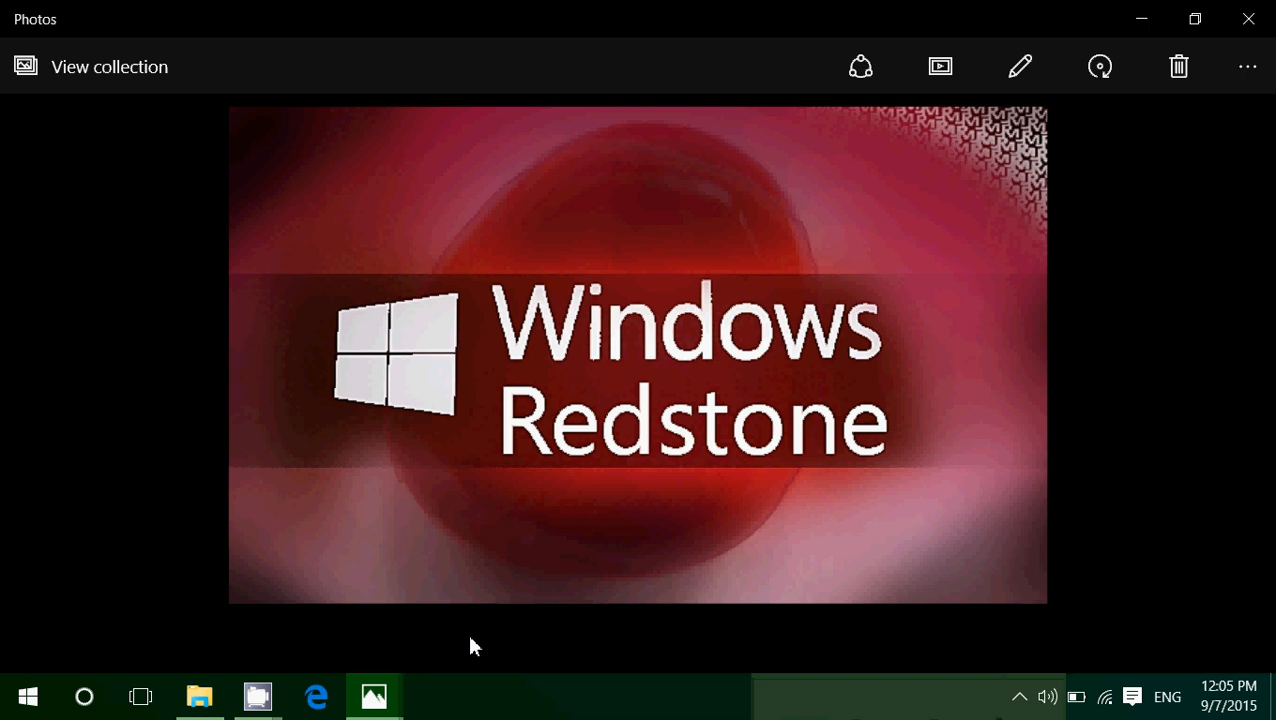 Photos
View collection
Windows
Redstone
ENG
12:05 PM
9/7/2015